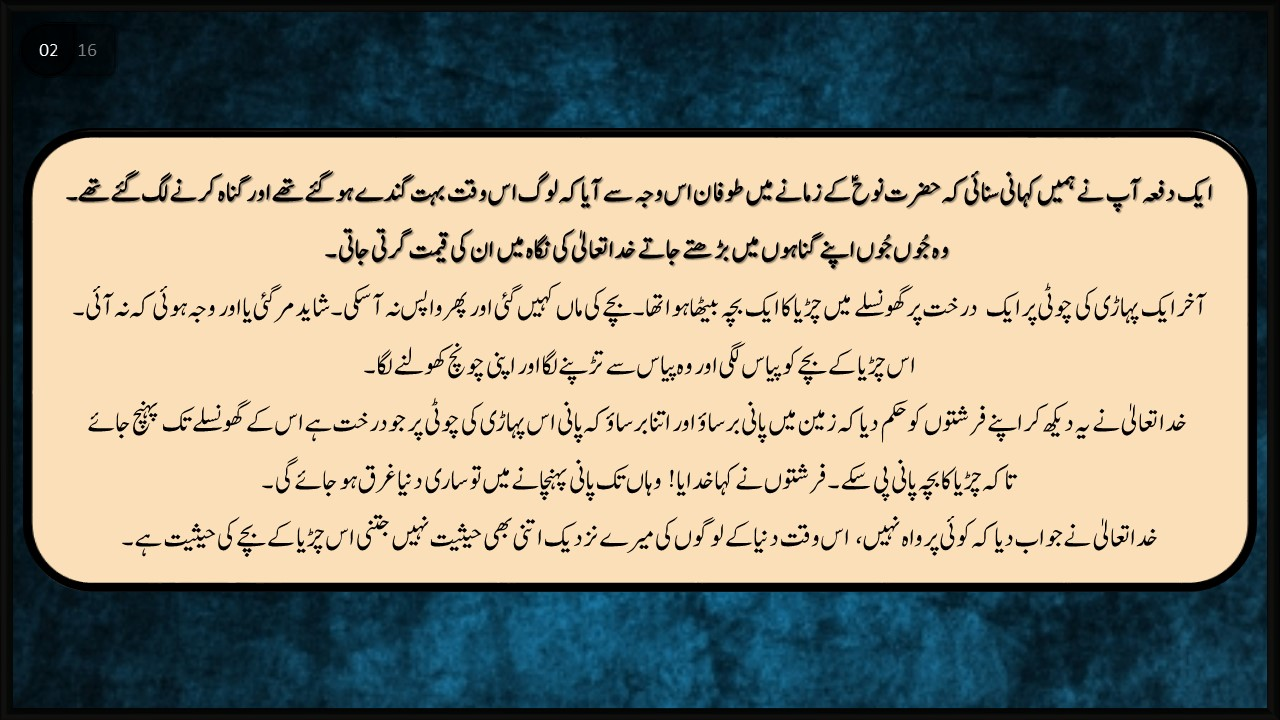 02 16
ایک دفعہ آپ نے ہمیں کہانی سنائی کہ حضرت نوحؑ کے زمانے میں طوفان اس وجہ سے آیا کہ لوگ اس وقت بہت گندے ہو گئے تھے اور گناہ کرنے لگ گئے تھے۔
وہ جُوں جُوں اپنے گناہوں میں بڑھتے جاتے خدا تعالیٰ کی نگاہ میں ان کی قیمت گرتی جاتی۔
آخر ایک پہاڑی کی چوٹی پر ایک درخت پر گھونسلے میں چڑیا کا ایک بچہ بیٹھا ہوا تھا۔ بچے کی ماں کہیں گئی اور پھر واپس نہ آ سکی۔ شاید مر گئی یا اور وجہ ہوئی کہ نہ آئی۔
اس چڑیا کے بچے کو پیاس لگی اور وہ پیاس سے تڑپنے لگا اور اپنی چونچ کھولنے لگا۔
خدا تعالیٰ نے یہ دیکھ کر اپنے فرشتوں کو حکم دیا کہ زمین میں پانی برساؤ اور اتنا برساؤ کہ پانی اس پہاڑی کی چوٹی پر جو درخت ہے اس کے گھونسلے تک پہنچ جائے
تا کہ چڑیا کا بچہ پانی پی سکے۔ فرشتوں نے کہا خدایا! وہاں تک پانی پہنچانے میں تو ساری دنیا غرق ہو جائے گی۔
خدا تعالیٰ نے جواب دیا کہ کوئی پرواہ نہیں، اس وقت دنیا کے لوگوں کی میرے نزدیک اتنی بھی حیثیت نہیں جتنی اس چڑیا کے بچے کی حیثیت ہے۔